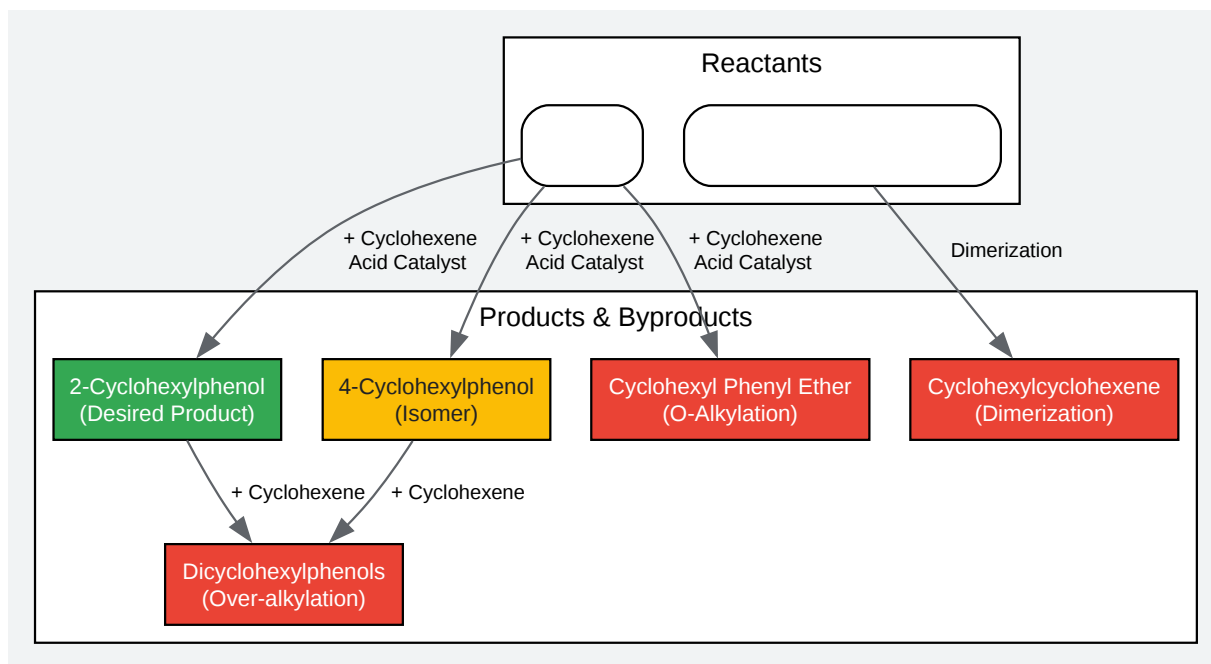 Reactants
+ Cyclohexene
Acid Catalyst
+ Cyclohexene
Acid Catalyst
+ Cyclohexene
Acid Catalyst
Dimerization
Products & Byproducts
2-Cyclohexylphenol
(Desired Product)
4-Cyclohexylphenol
(Isomer)
Cyclohexyl Phenyl Ether
(O-Alkylation)
Cyclohexylcyclohexene
(Dimerization)
+ Cyclohexene
+ Cyclohexene
Dicyclohexylphenols
(Over-alkylation)